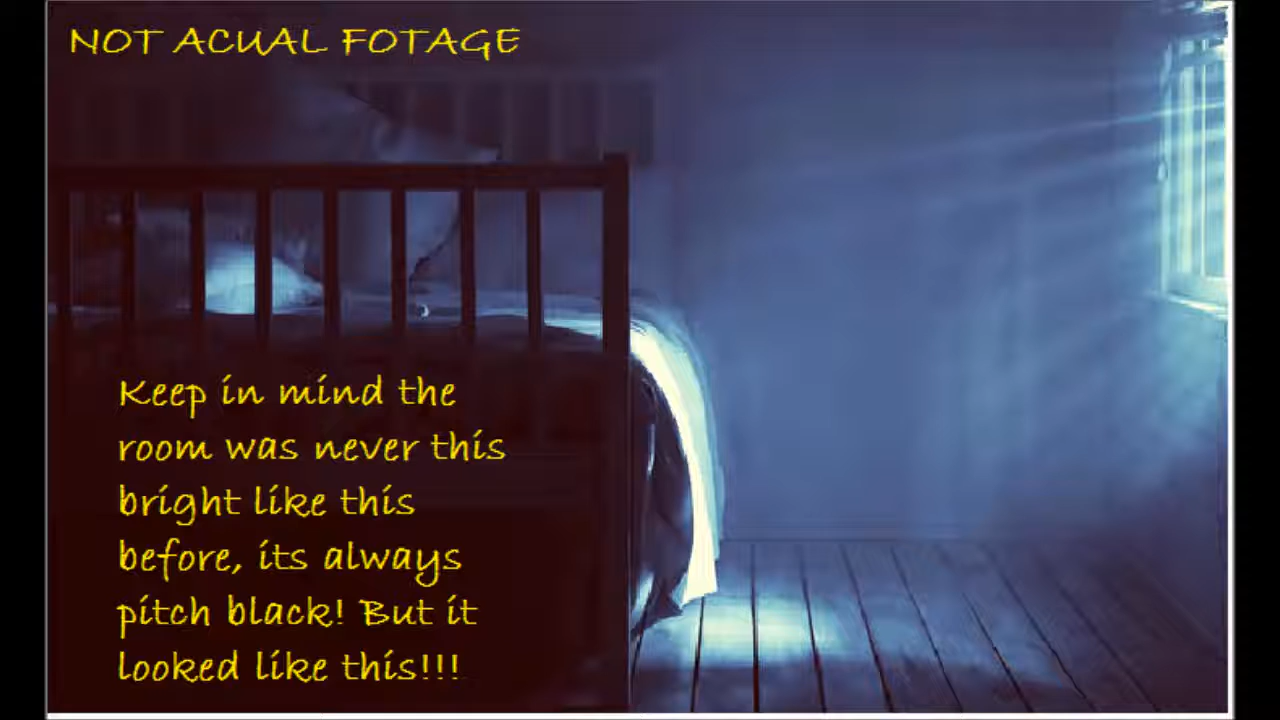 NOT ACUAL FOTAGE
Keep in mind the
room was never this
bright like this
before, its always
pitch black! But it
looked like this!!!